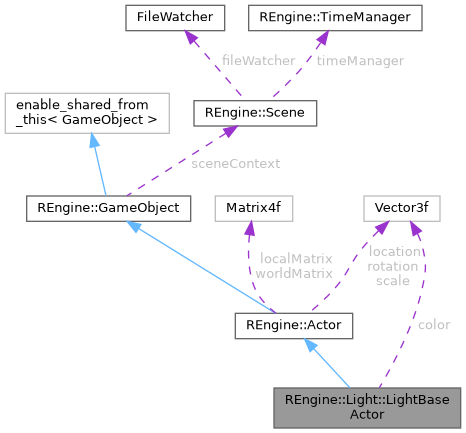 FileWatcher
REngine::TimeManager
fileWatcher
timeManager
enable_shared_from
_this< GameObject >
REngine::Scene
sceneContext
REngine::GameObject
Matrix4f
Vector3f
localMatrix
worldMatrix
location
rotation
scale
REngine::Actor
color
REngine::Light::LightBase
Actor